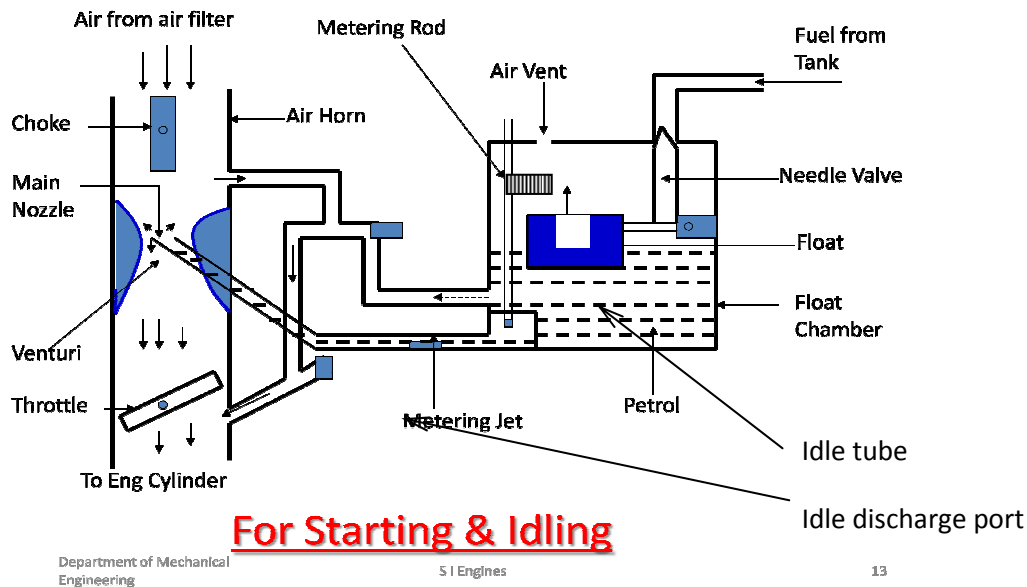 Air from air filter
Metering Rod
Fuel from
Tank
Air Vent
Choke
Air Horn
Main
Nozzle
Needle Valve
Float
Float
Chamber
Venturi
Throttle
Metering Jet
Petrol
Idle tube
To Eng Cylinder
Idle discharge port
For Starting & Idling
Department of Mechanical
Engineering
S I Engines
13